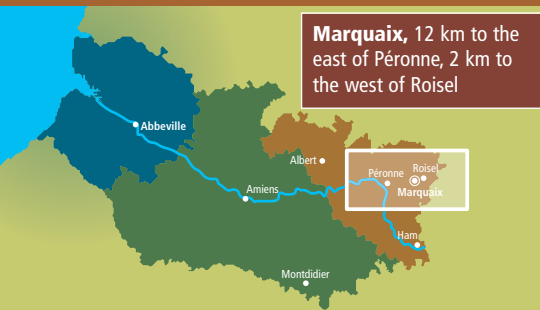 Marquaix, 12 km to the
east of Péronne, 2 km to
the west of Roisel
Abbeville
Albert
Péronne
Roisel
Marquaix
Amiens
Ham
Montdidier